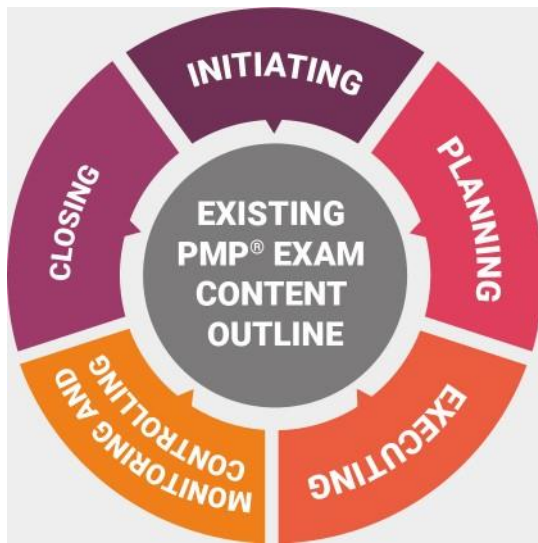 INITIATING
PLANNING
EXECUTING
MONITORING AND
CONTROLLING
CLOSING
EXISTING
PMP® EXAM
CONTENT
OUTLINE